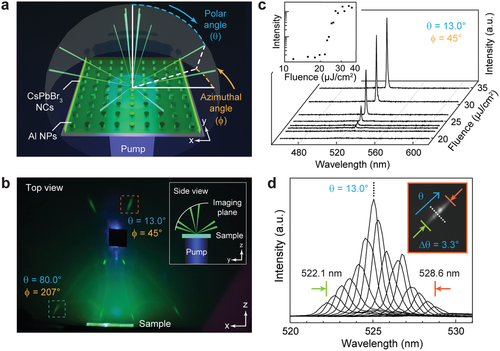 a
Polar
angle (θ)
θ = 13.0°
ϕ = 45°
CsPbBr3
NCs
Al NPs
Azimuthal
angle (ϕ)
Pump
y
z
x
b
Top view
Side view
Imaging
plane
Sample
Pump
z
y
θ = 13.0°
ϕ = 45°
θ = 80.0°
ϕ = 207°
Sample
z
x
c
Intensity
10 20 30 40
Fluence (μJ/cm²)
θ = 13.0°
ϕ = 45°
Intensity (a.u.)
35
30
25
20
Fluence (μJ/cm²)
480 520 560 600
Wavelength (nm)
d
θ = 13.0°
θ
Δθ = 3.3°
522.1 nm
528.6 nm
Intensity (a.u.)
520 525 530
Wavelength (nm)